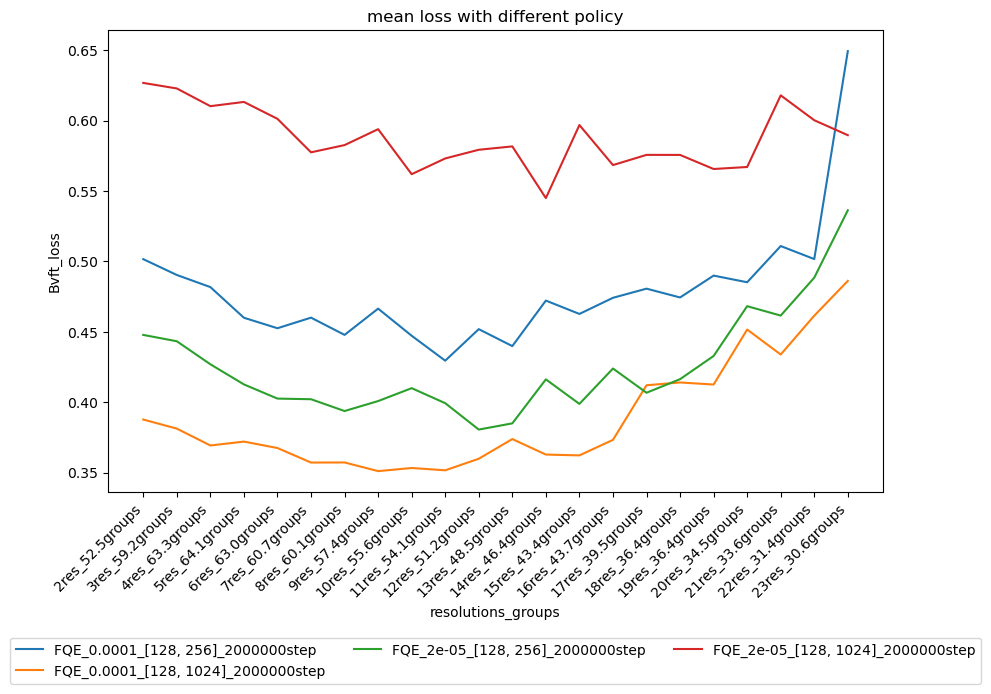 mean loss with different policy
Bvft_loss
0.65
0.60
0.55
0.50
0.45
0.40
0.35
2res_52.5groups
3res_59.2groups
4res_63.3groups
5res_64.1groups
6res_63.0groups
7res_60.7groups
8res_60.1groups
9res_57.4groups
10res_55.6groups
11res_54.1groups
12res_51.2groups
13res_48.5groups
14res_46.4groups
15res_43.4groups
16res_43.7groups
17res_39.5groups
18res_36.4groups
19res_36.4groups
20res_34.5groups
21res_33.6groups
22res_31.4groups
23res_30.6groups
resolutions_groups
FQE_0.0001_[128, 256]_2000000step
FQE_0.0001_[128, 1024]_2000000step
FQE_2e-05_[128, 256]_2000000step
FQE_2e-05_[128, 1024]_2000000step